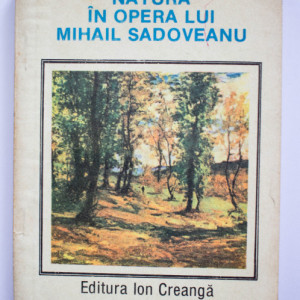 NATURA
ÎN OPERA LUI
MIHAIL SADOVEANU
Editura Ion Creangă